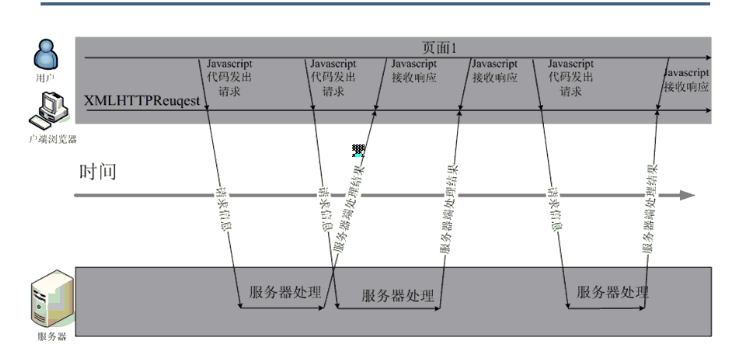 页面1
用户
Javascript
代码发出
请求
Javascript
代码发出
请求
Javascript
接收响应
Javascript
接收响应
Javascript
代码发出
请求
Javascript
接收响应
XMLHTTPReuqest
户端浏览器
时间
请求信息
请求信息
服务器端处理结果
服务器端处理结果
请求信息
服务器端处理结果
服务器处理
服务器处理
服务器处理
服务器